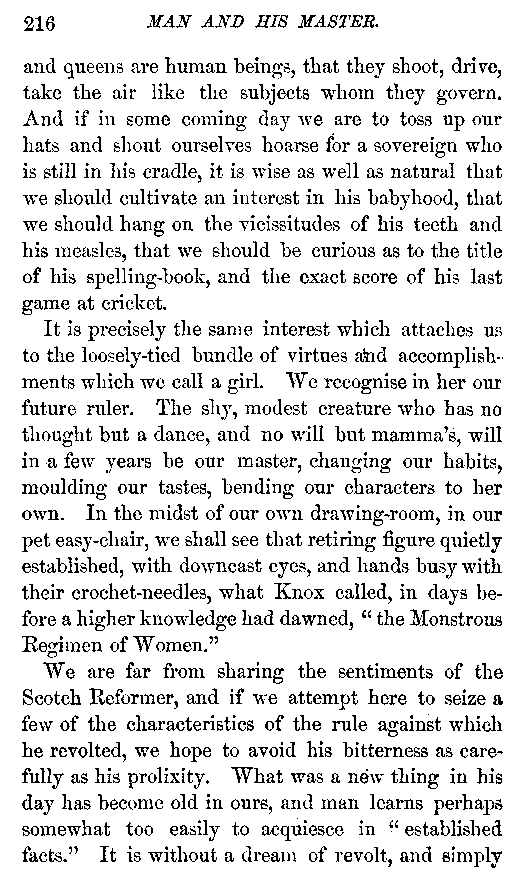 216 MAN AND HIS MASTER.
and queens are human beings, that they shoot, drive,
take the air like the subjects whom they govern.
And if in some coming day we are to toss up our
hats and shout ourselves hoarse for a sovereign who
is still in his cradle, it is wise as well as natural that
we should cultivate an interest in his babyhood, that
we should hang on the vicissitudes of his teeth and
his measles, that we should be curious as to the title
of his spelling-book, and the exact score of his last
game at cricket.
It is precisely the same interest which attaches us
to the loosely-tied bundle of virtues and accomplish-
ments which we call a girl. We recognise in her our
future ruler. The shy, modest creature who has no
thought but a dance, and no will but mamma's, will
in a few years be our master, changing our habits,
moulding our tastes, bending our characters to her
own. In the midst of our own drawing-room, in our
pet easy-chair, we shall see that retiring figure quietly
established, with downcast eyes, and hands busy with
their crochet-needles, what Knox called, in days be-
fore a higher knowledge had dawned, "the Monstrous
Regimen of Women."
We are far from sharing the sentiments of the
Scotch Reformer, and if we attempt here to seize a
few of the characteristics of the rule against which
he revolted, we hope to avoid his bitterness as care-
fully as his prolixity. What was a new thing in his
day has become old in ours, and man learns perhaps
somewhat too easily to acquiesce in "established
facts." It is without a dream of revolt, and simply